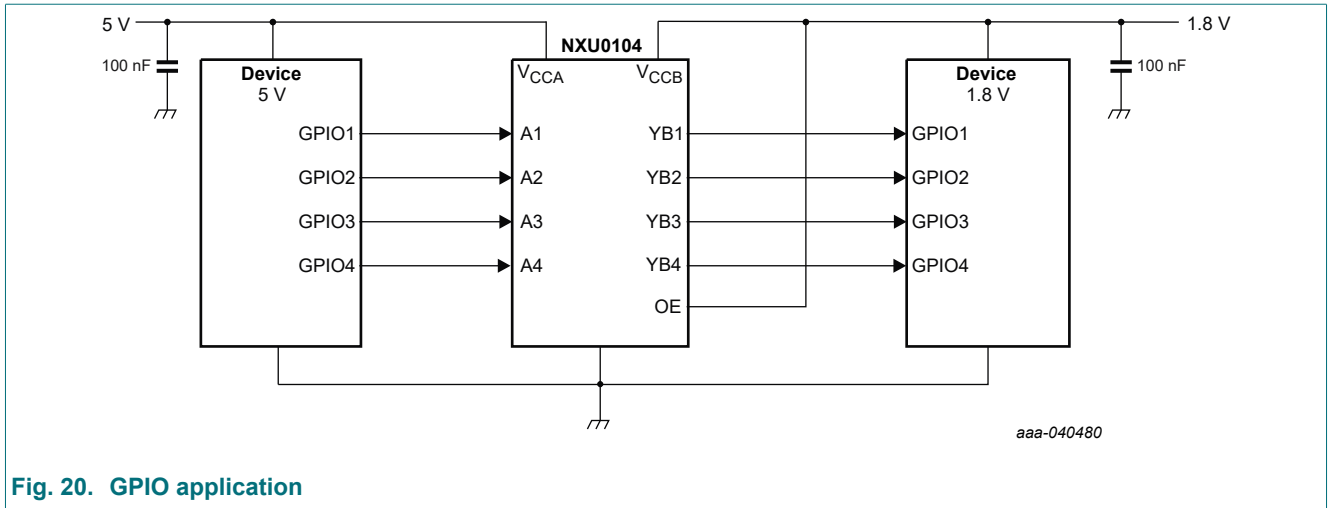 5 V
1.8 V
NXU0104
100 nF
Device
5 V
VCCA
VCCB
Device
1.8 V
100 nF
GPIO1
A1
YB1
GPIO1
GPIO2
A2
YB2
GPIO2
GPIO3
A3
YB3
GPIO3
GPIO4
A4
YB4
GPIO4
OE
aaa-040480
Fig. 20. GPIO application